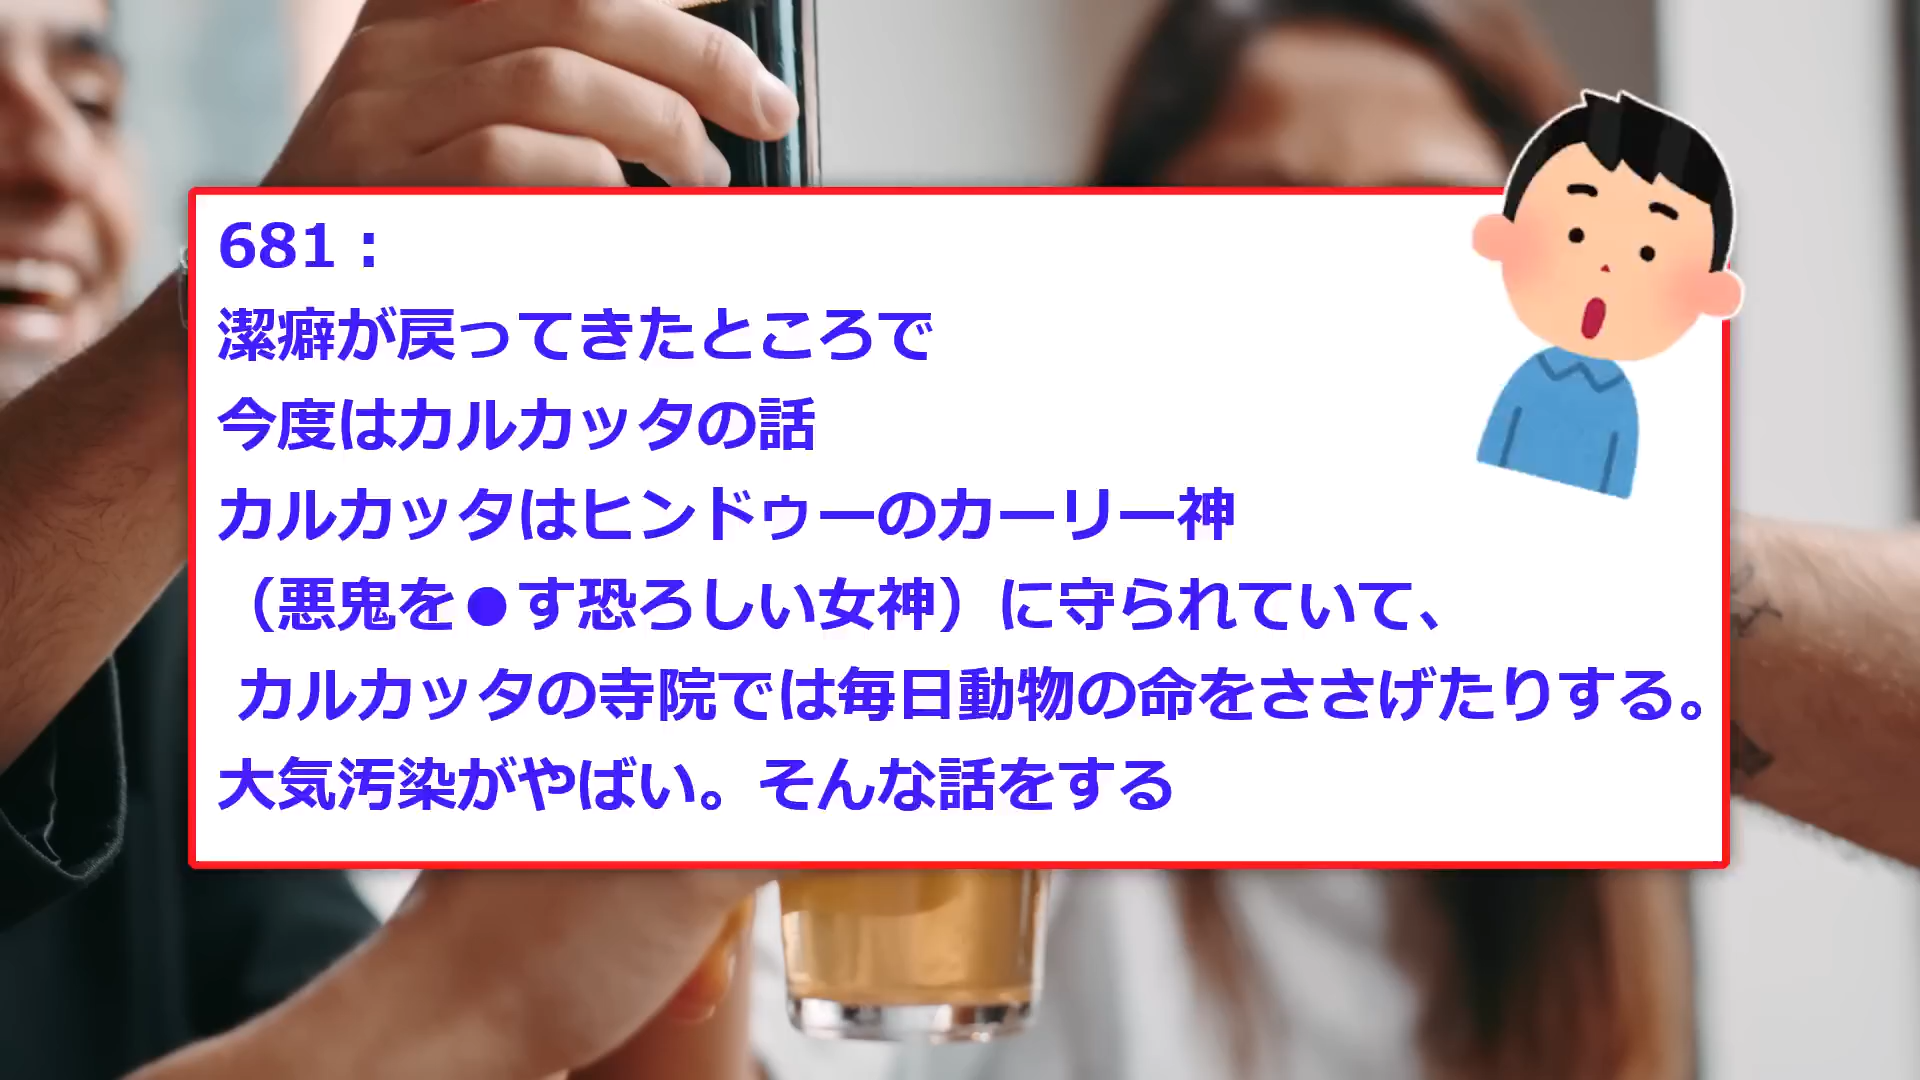 681：
潔癖が戻ってきたところで
今度はカルカッタの話
カルカッタはヒンドゥーのカーリー神
（悪鬼を●す恐ろしい女神）に守られていて、
カルカッタの寺院では毎日動物の命をささげたりする。
大気汚染がやばい。そんな話をする